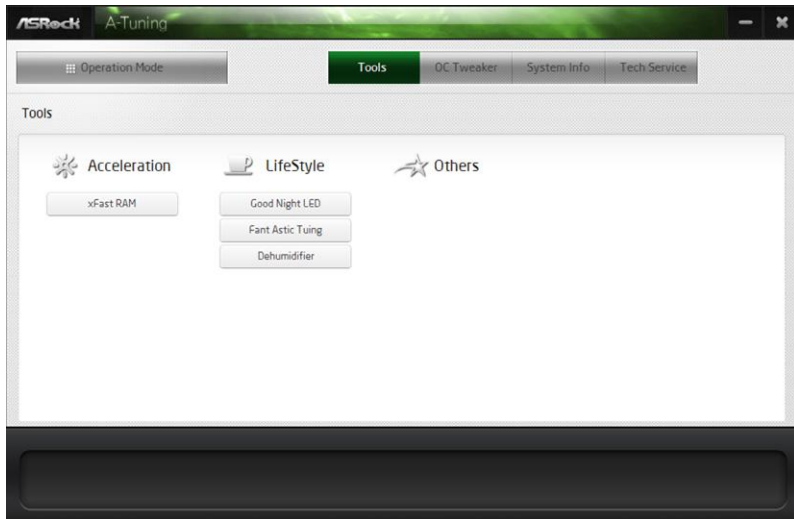 ASRock A-Tuning
Operation Mode Tools OC Tweaker System Info Tech Service
Tools
Acceleration LifeStyle Others
xFast RAM Good Night LED
Fant Astic Tuing
Dehumidifier